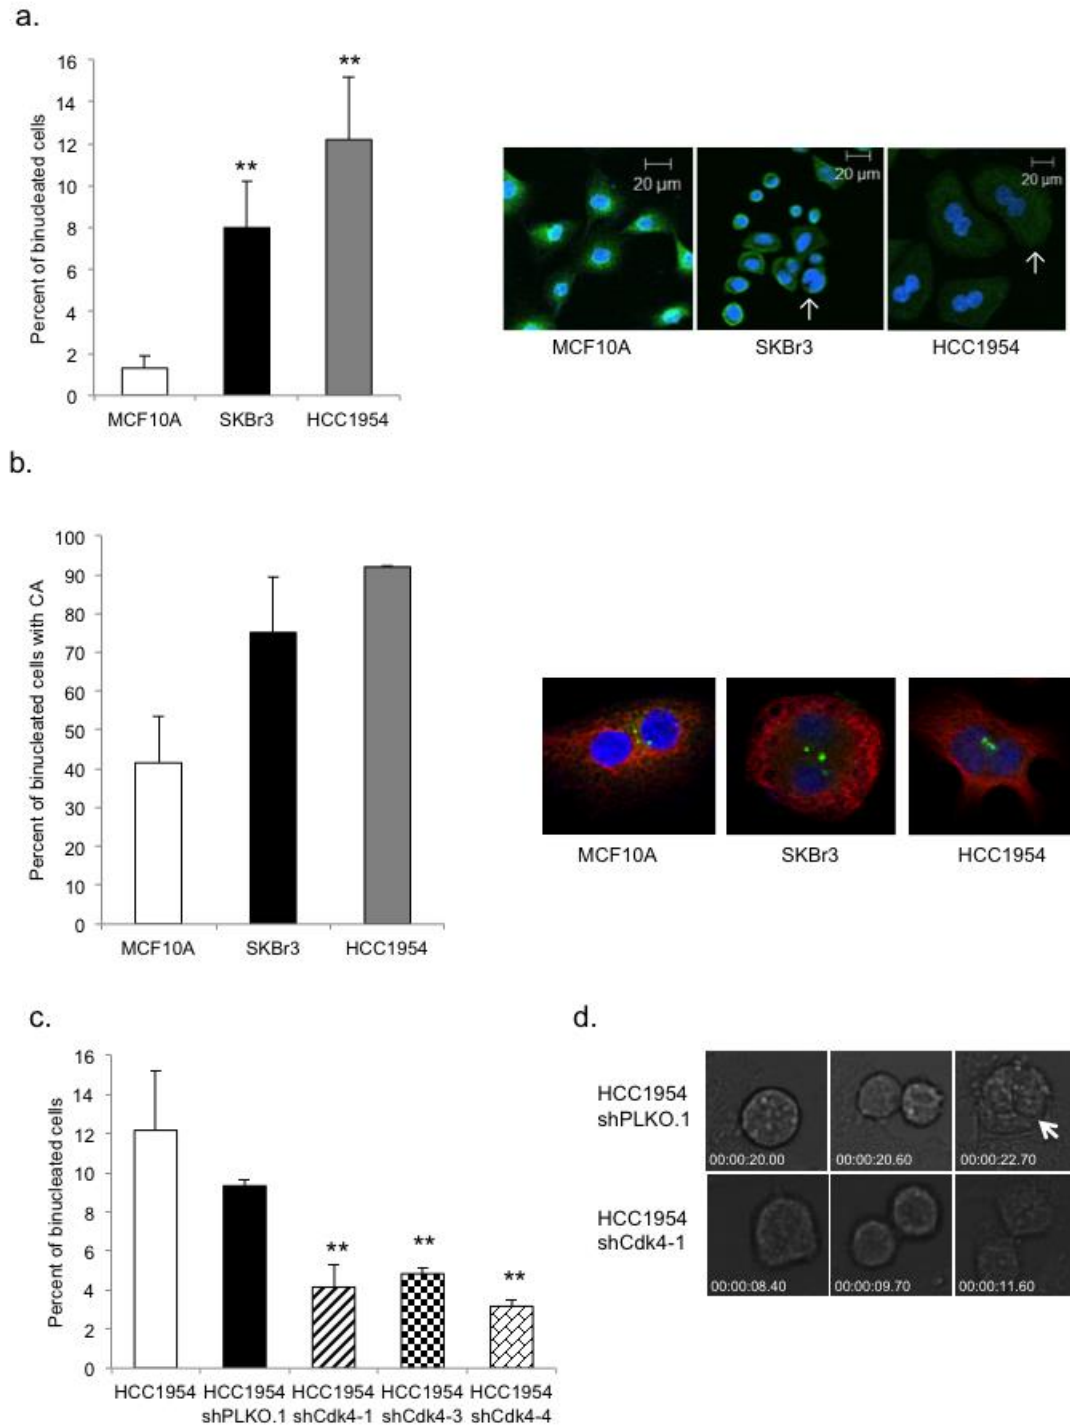 a.
Percent of binucleated cells
16
14
12
10
8
6
4
2
0
**
**
MCF10A SKBr3 HCC1954
20 µm
20 µm
20 µm
MCF10A SKBr3 HCC1954
b.
Percent of binucleated cells with CA
100
90
80
70
60
50
40
30
20
10
0
MCF10A SKBr3 HCC1954
MCF10A SKBr3 HCC1954
c.
Percent of binucleated cells
16
14
12
10
8
6
4
2
0
**
**
**
HCC1954 HCC1954 HCC1954 HCC1954 HCC1954
shPLKO.1 shCdk4-1 shCdk4-3 shCdk4-4
d.
HCC1954
shPLKO.1
00:00:20.00 00:00:20.60 00:00:22.70
HCC1954
shCdk4-1
00:00:08.40 00:00:09.70 00:00:11.60